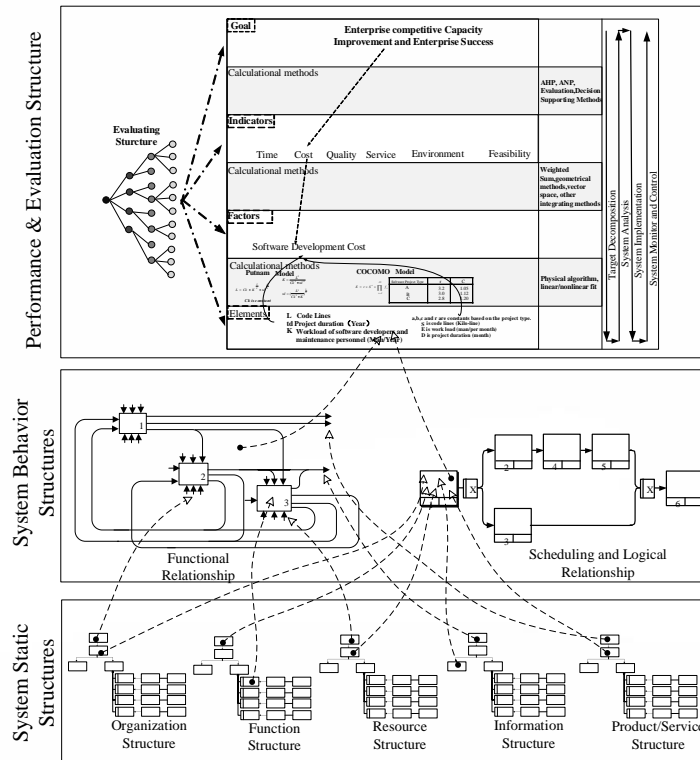 Performance & Evaluation Structure
Evaluating
Sturcture
Goal
Enterprise competitive Capacity
Improvement and Enterprise Success
Calculational methods
AHP, ANP,
Evaluation,Decision
Supporting Methods
Indicators
Time Cost Quality Service Environment Feasibility
Calculational methods
Weighted
Sum,geometrical
methods,vector
space, other
integrating methods
Factors
Software Development Cost
Calculational methods
Putnam Model
COCOMO Model
Physical algorithm,
linear/nonlinear fit
Elements
L Code Lines
td Project duration (Year)
K Workload of software developers and
maintenance personnel (Man/Year)
a,b,c and r are constants based on the project type.
E is work load (man/per month)
D is project duration (month)
Target Decomposition
System Analysis
System Implementation
System Monitor and Control
System Behavior
Structures
1
2
3
Functional
Relationship
X
2
4
5
3
X
6
Scheduling and Logical
Relationship
System Static
Structures
Organization
Structure
Function
Structure
Resource
Structure
Information
Structure
Product/Service
Structure